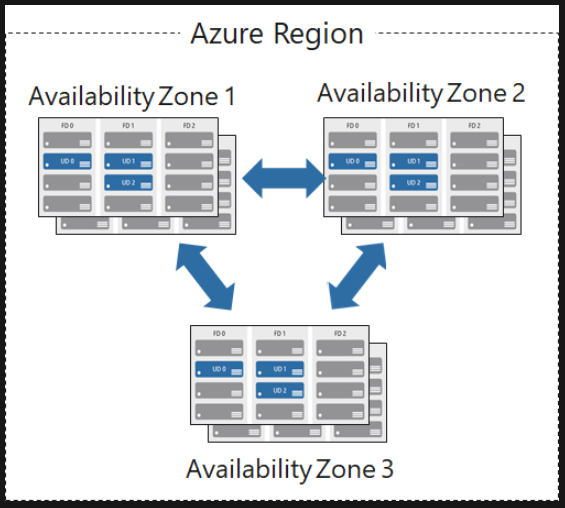 Azure Region
Availability Zone 1
FD 0 FD 1 FD 2
UD 0 UD 1
UD 2
Availability Zone 2
FD 0 FD 1 FD 2
UD 0 UD 1
UD 2
FD 0 FD 1 FD 2
UD 0 UD 1
UD 2
Availability Zone 3